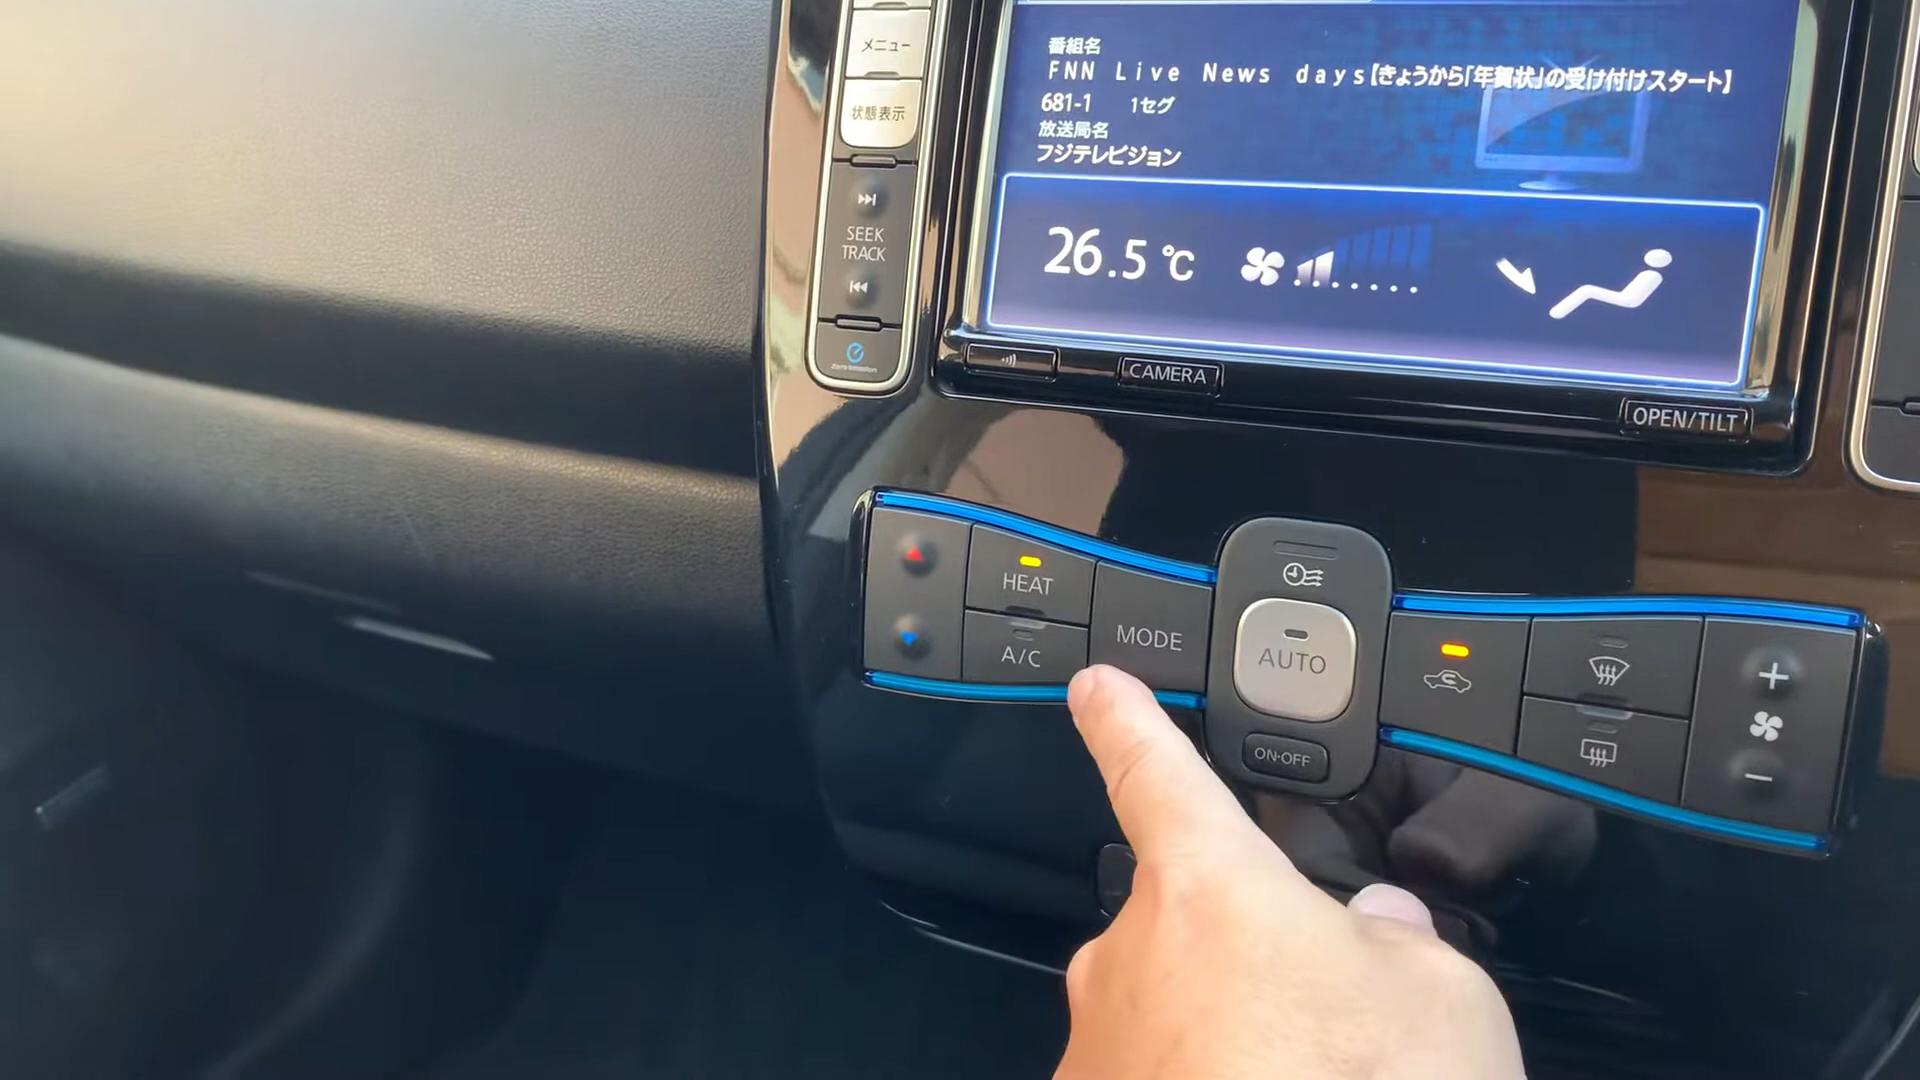 メニュー
状態表示
SEEK
TRACK
Zero Emission
番組名
FNN Live News days【きょうから「年賀状」の受け付けスタート】
681-1 1セグ
放送局名
フジテレビジョン
26.5℃
CAMERA
OPEN/TILT
HEAT
A/C
MODE
AUTO
ON·OFF